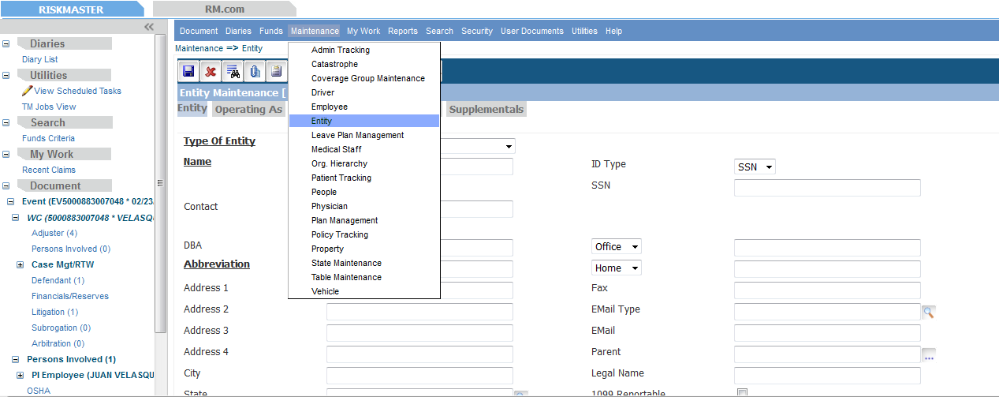 RISKMASTER
RM.com
Document Diaries Funds Maintenance My Work Reports Search Security User Documents Utilities Help
Maintenance => Entity
Diaries
Diary List
Utilities
View Scheduled Tasks
TM Jobs View
Search
Funds Criteria
My Work
Recent Claims
Document
Event (EV5000883007048 * 02/23
WC (5000883007048 * VELASQU
Adjuster (4)
Persons Involved (0)
Case Mgt/RTW
Defendant (1)
Financials/Reserves
Litigation (1)
Subrogation (0)
Arbitration (0)
Persons Involved (1)
PI Employee (JUAN VELASQU
OSHA
Admin Tracking
Catastrophe
Coverage Group Maintenance
Driver
Employee
Entity
Leave Plan Management
Medical Staff
Org. Hierarchy
Patient Tracking
People
Physician
Plan Management
Policy Tracking
Property
State Maintenance
Table Maintenance
Vehicle
Entity Maintenance [
Entity Operating As Supplementals
Type Of Entity
Name
Contact
DBA
Abbreviation
Address 1
Address 2
Address 3
Address 4
City
State
ID Type SSN
SSN
Office
Home
Fax
EMail Type
EMail
Parent ...
Legal Name
1099 Reportable